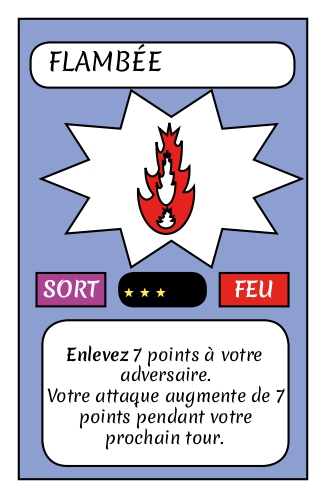 FLAMBÉE
SORT
FEU
Enlevez 7 points à votre
adversaire.
Votre attaque augmente de 7
points pendant votre
prochain tour.